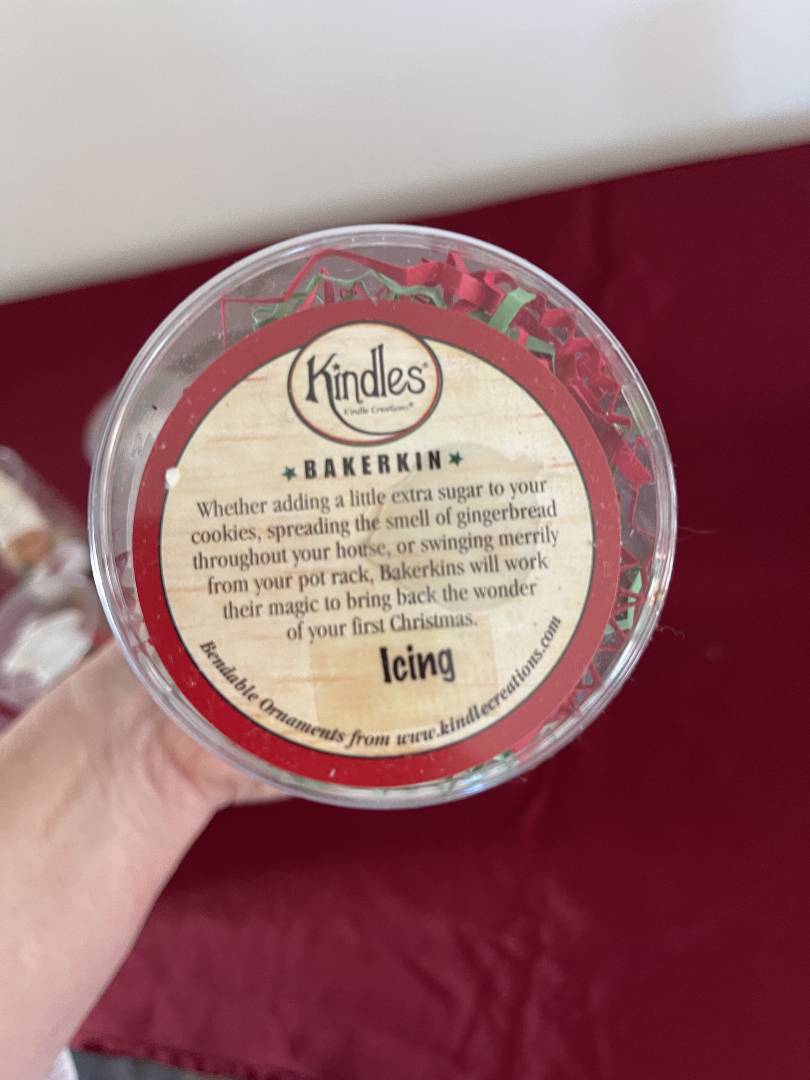 Kindles™
Kindle Creations®
BAKERKIN
Whether adding a little extra sugar to your
cookies, spreading the smell of gingerbread
throughout your house, or swinging merrily
from your pot rack, Bakerkins will work
their magic to bring back the wonder
of your first Christmas.
Icing
Bendable Ornaments from www.kindlecreations.com